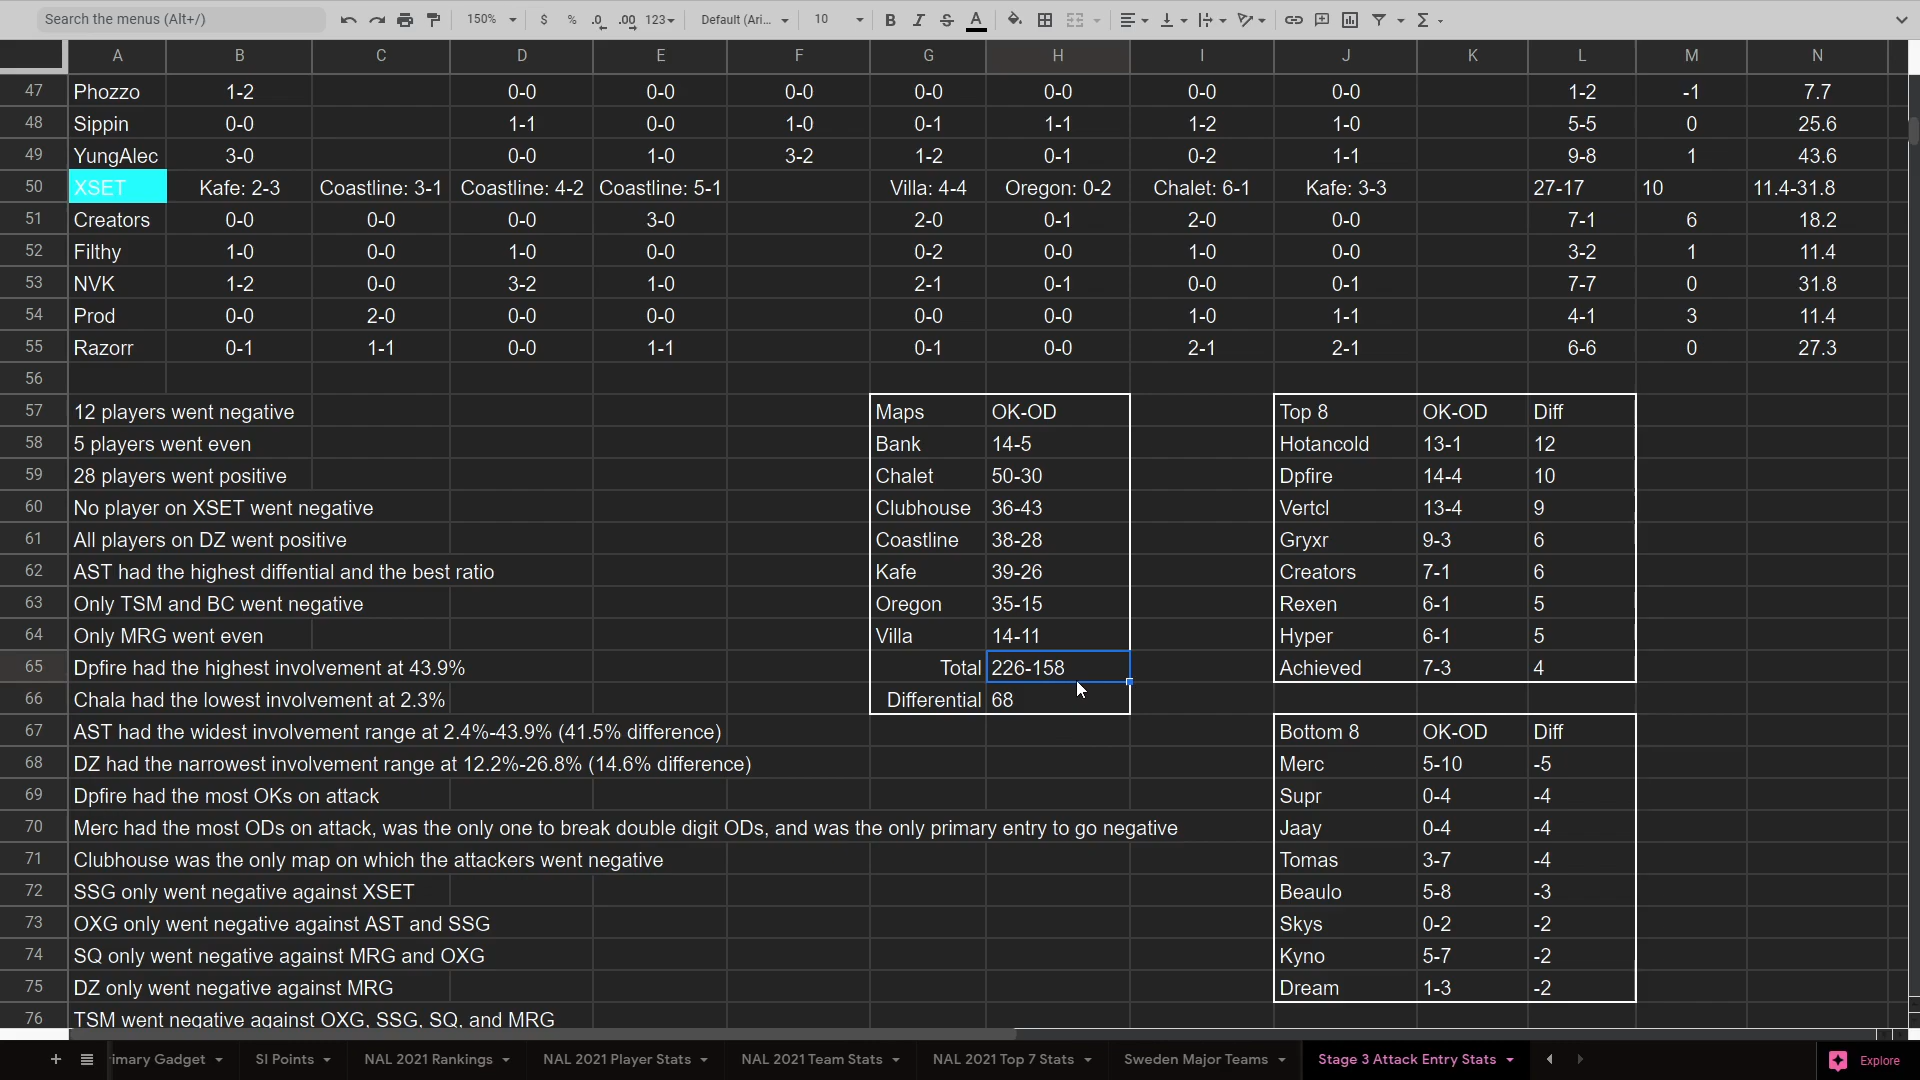 Search the menus (Alt+/) 150% $ % .0 .00 123 Default (Ari... 10 B I S A Σ
A B C D E F G H I J K L M N
47 Phozzo 1-2 0-0 0-0 0-0 0-0 0-0 0-0 0-0 1-2 -1 7.7
48 Sippin 0-0 1-1 0-0 1-0 0-1 1-1 1-2 1-0 5-5 0 25.6
49 YungAlec 3-0 0-0 1-0 3-2 1-2 0-1 0-2 1-1 9-8 1 43.6
50 XSET Kafe: 2-3 Coastline: 3-1 Coastline: 4-2 Coastline: 5-1 Villa: 4-4 Oregon: 0-2 Chalet: 6-1 Kafe: 3-3 27-17 10 11.4-31.8
51 Creators 0-0 0-0 0-0 3-0 2-0 0-1 2-0 0-0 7-1 6 18.2
52 Filthy 1-0 0-0 1-0 0-0 0-2 0-0 1-0 0-0 3-2 1 11.4
53 NVK 1-2 0-0 3-2 1-0 2-1 0-1 0-0 0-1 7-7 0 31.8
54 Prod 0-0 2-0 0-0 0-0 0-0 0-0 1-0 1-1 4-1 3 11.4
55 Razorr 0-1 1-1 0-0 1-1 0-1 0-0 2-1 2-1 6-6 0 27.3
56
57 12 players went negative Maps OK-OD Top 8 OK-OD Diff
58 5 players went even Bank 14-5 Hotancold 13-1 12
59 28 players went positive Chalet 50-30 Dpfire 14-4 10
60 No player on XSET went negative Clubhouse 36-43 Vertcl 13-4 9
61 All players on DZ went positive Coastline 38-28 Gryxr 9-3 6
62 AST had the highest diffential and the best ratio Kafe 39-26 Creators 7-1 6
63 Only TSM and BC went negative Oregon 35-15 Rexen 6-1 5
64 Only MRG went even Villa 14-11 Hyper 6-1 5
65 Dpfire had the highest involvement at 43.9% Total 226-158 Achieved 7-3 4
66 Chala had the lowest involvement at 2.3% Differential 68
67 AST had the widest involvement range at 2.4%-43.9% (41.5% difference) Bottom 8 OK-OD Diff
68 DZ had the narrowest involvement range at 12.2%-26.8% (14.6% difference) Merc 5-10 -5
69 Dpfire had the most OKs on attack Supr 0-4 -4
70 Merc had the most ODs on attack, was the only one to break double digit ODs, and was the only primary entry to go negative Jaay 0-4 -4
71 Clubhouse was the only map on which the attackers went negative Tomas 3-7 -4
72 SSG only went negative against XSET Beaulo 5-8 -3
73 OXG only went negative against AST and SSG Skys 0-2 -2
74 SQ only went negative against MRG and OXG Kyno 5-7 -2
75 DZ only went negative against MRG Dream 1-3 -2
76 TSM went negative against OXG, SSG, SQ, and MRG
+ imary Gadget SI Points NAL 2021 Rankings NAL 2021 Player Stats NAL 2021 Team Stats NAL 2021 Top 7 Stats Sweden Major Teams Stage 3 Attack Entry Stats Explore